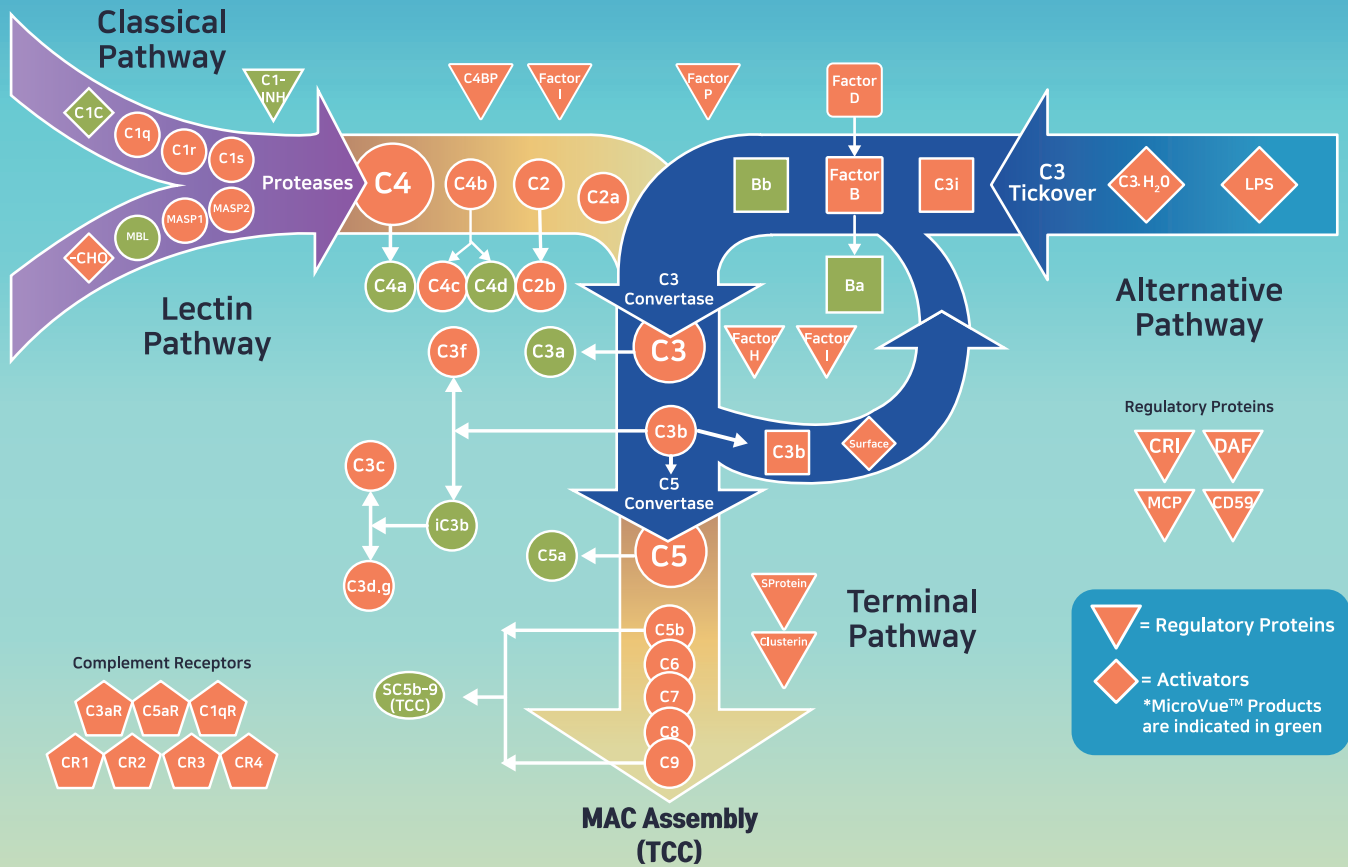 Classical
Pathway
C1-
INH
C4BP
Factor
I
Factor
P
Factor
D
C1C
C1q
C1r
C1s
Proteases
C4
C4b
C2
C2a
Bb
Factor
B
C3i
C3
Tickover
C3·H₂O
LPS
MASP2
MASP1
MBL
-CHO
C4a
C4c
C4d
C2b
C3
Convertase
Ba
Lectin
Pathway
Alternative
Pathway
C3f
C3a
C3
Factor
H
Factor
I
C3b
C3b
Surface
Regulatory Proteins
CRI
DAF
MCP
CD59
C3c
iC3b
C3d,g
C5
Convertase
C5a
C5
SProtein
Clusterin
Terminal
Pathway
C5b
C6
C7
C8
C9
SC5b-9
(TCC)
MAC Assembly
(TCC)
Complement Receptors
C3aR
C5aR
C1qR
CR1
CR2
CR3
CR4
= Regulatory Proteins
= Activators
*MicroVue™ Products
are indicated in green